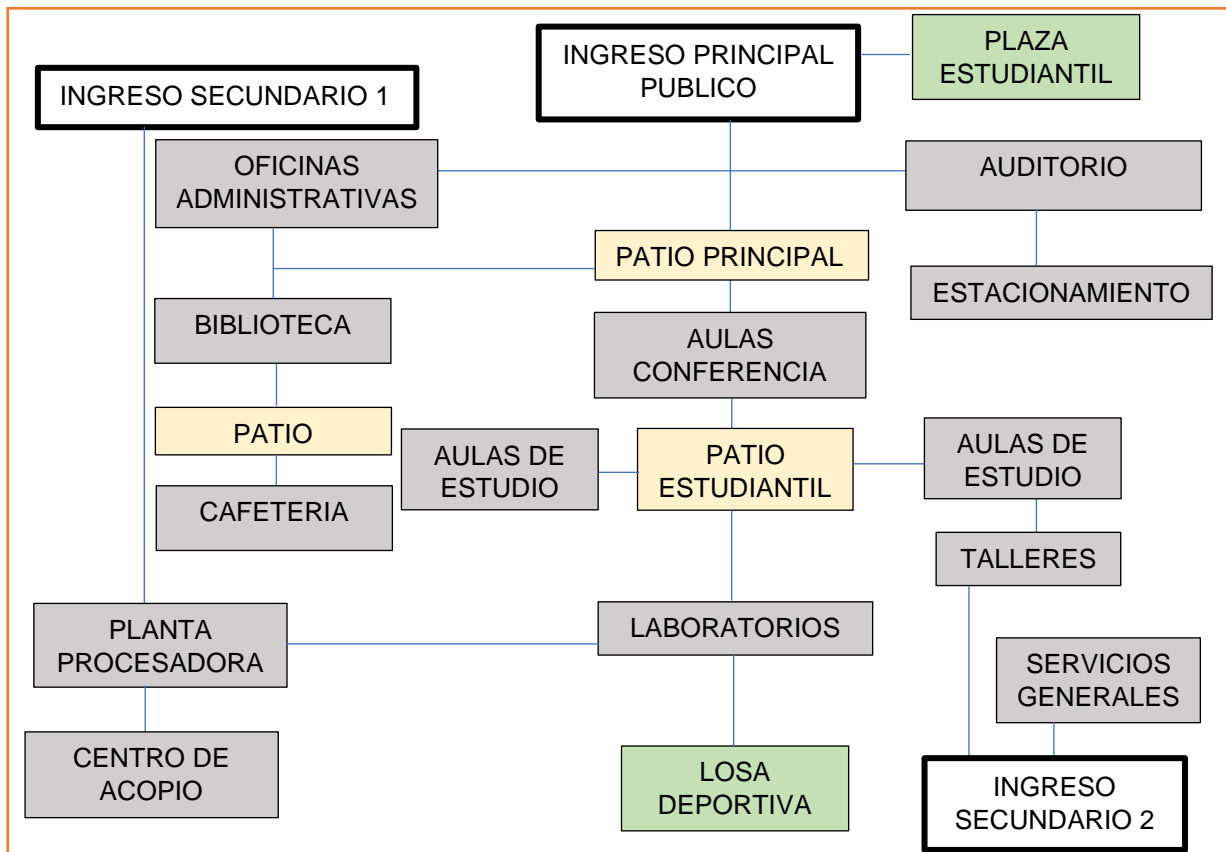 INGRESO PRINCIPAL
PUBLICO
PLAZA
ESTUDIANTIL
INGRESO SECUNDARIO 1
OFICINAS
ADMINISTRATIVAS
AUDITORIO
PATIO PRINCIPAL
ESTACIONAMIENTO
BIBLIOTECA
AULAS
CONFERENCIA
PATIO
AULAS DE
ESTUDIO
PATIO
ESTUDIANTIL
AULAS DE
ESTUDIO
CAFETERIA
TALLERES
PLANTA
PROCESADORA
LABORATORIOS
SERVICIOS
GENERALES
CENTRO DE
ACOPIO
LOSA
DEPORTIVA
INGRESO
SECUNDARIO 2